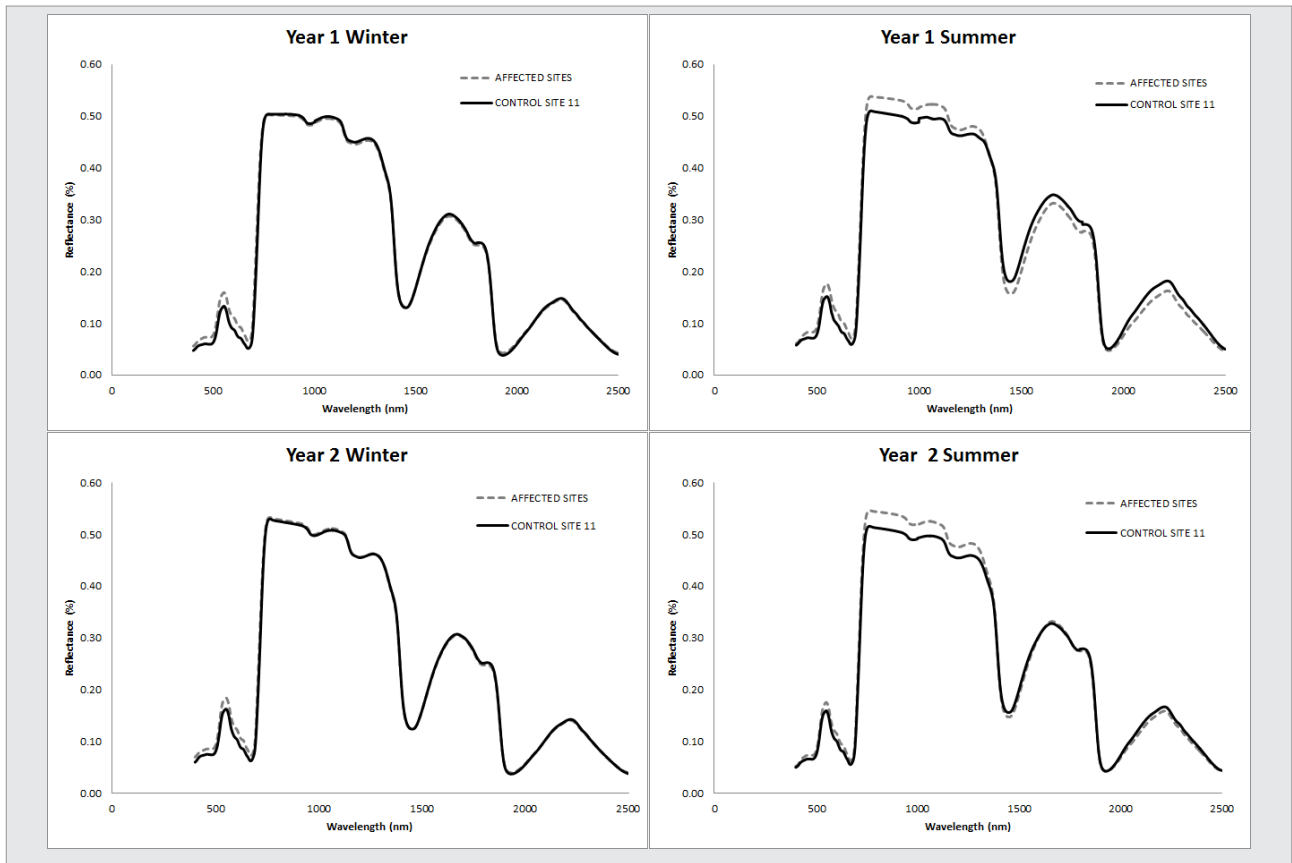 Year 1 Winter
AFFECTED SITES
CONTROL SITE 11
0.60
0.50
0.40
0.30
0.20
0.10
0.00
Reflectance (%)
0
500
1000
1500
2000
2500
Wavelength (nm)
Year 1 Summer
AFFECTED SITES
CONTROL SITE 11
0.60
0.50
0.40
0.30
0.20
0.10
0.00
Reflectance (%)
0
500
1000
1500
2000
2500
Wavelength (nm)
Year 2 Winter
AFFECTED SITES
CONTROL SITE 11
0.60
0.50
0.40
0.30
0.20
0.10
0.00
Reflectance (%)
0
500
1000
1500
2000
2500
Wavelength (nm)
Year 2 Summer
AFFECTED SITES
CONTROL SITE 11
0.60
0.50
0.40
0.30
0.20
0.10
0.00
Reflectance (%)
0
500
1000
1500
2000
2500
Wavelength (nm)